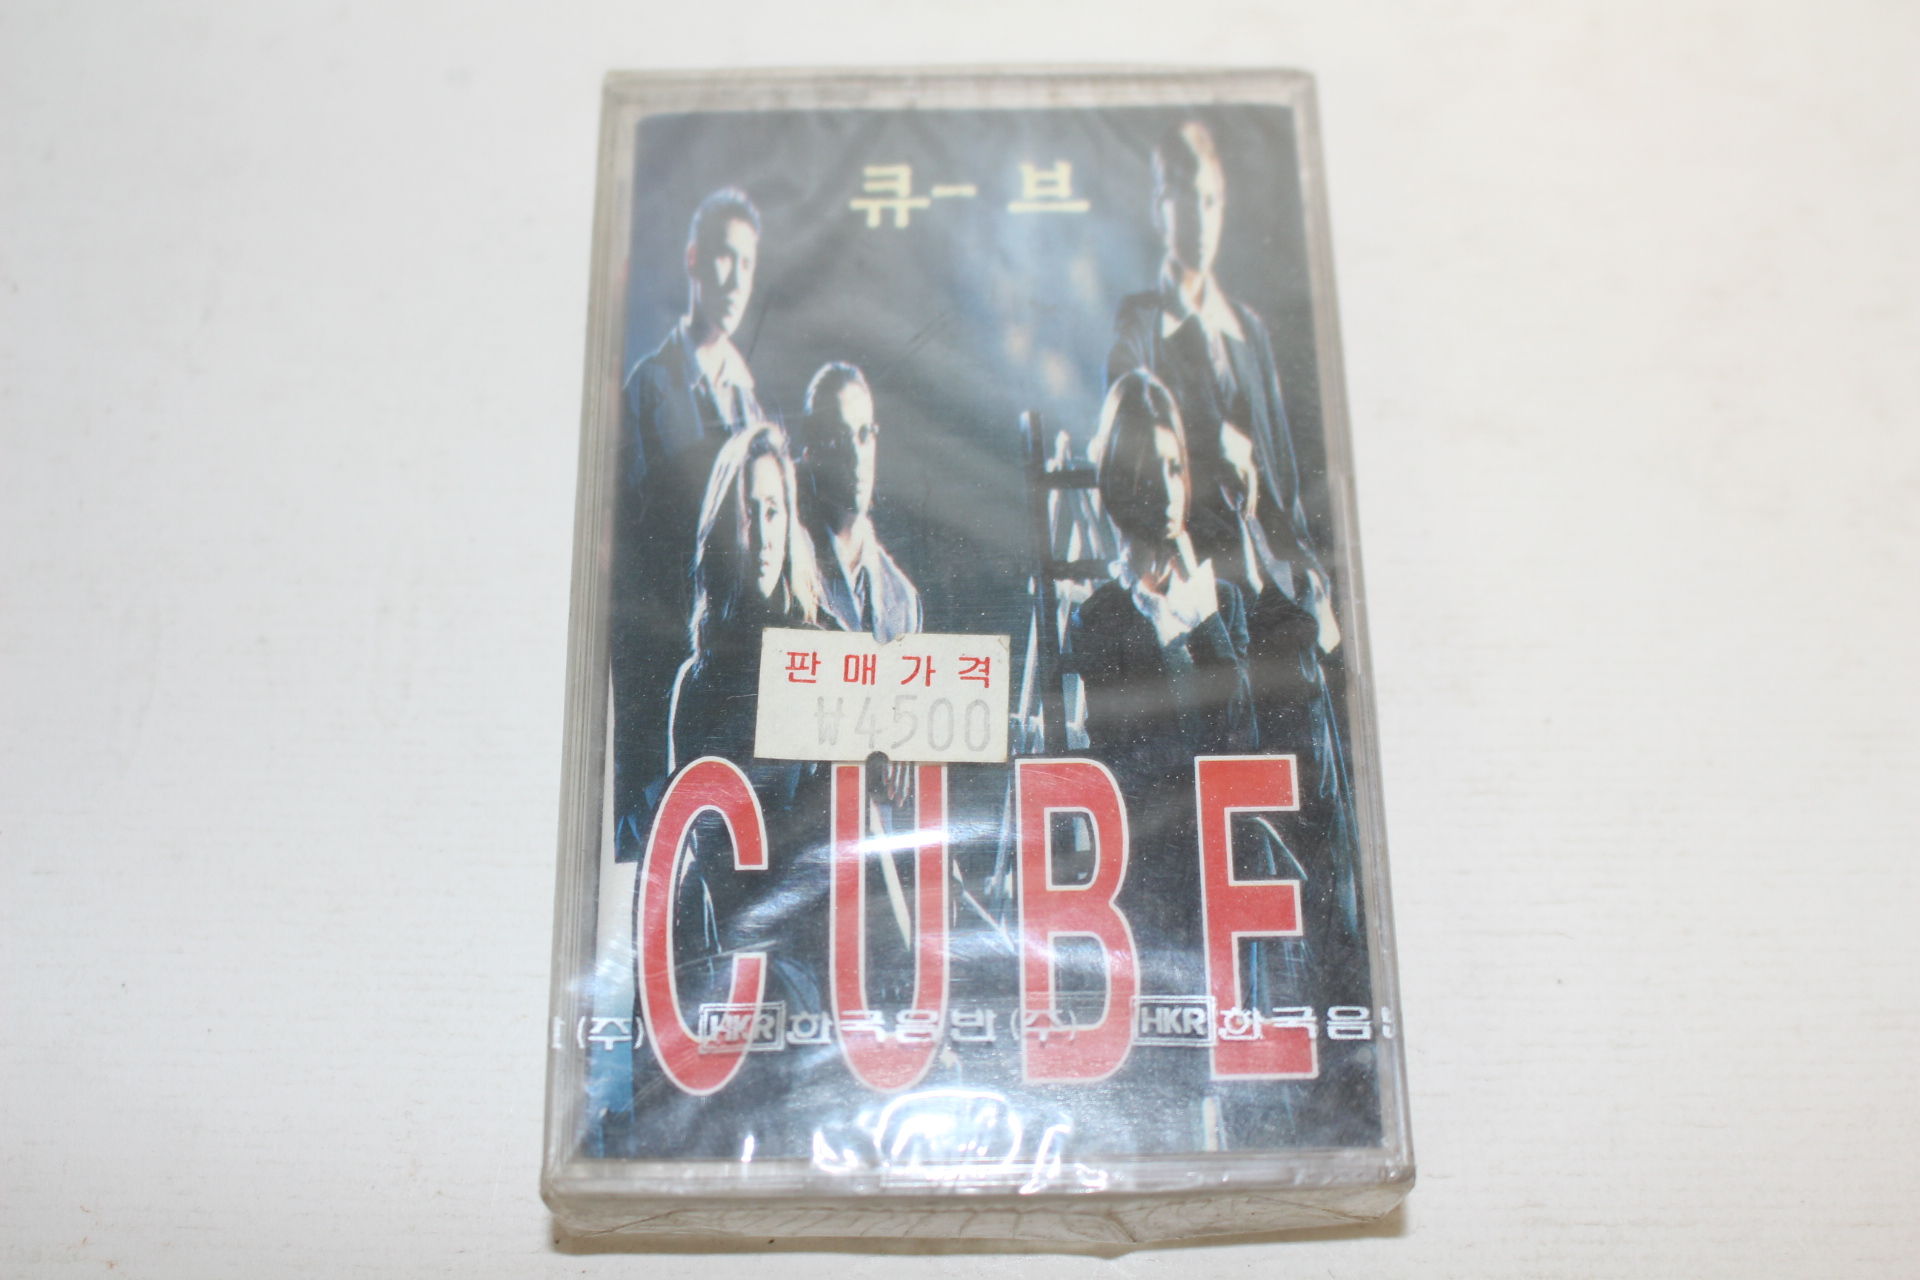 큐- 브
판 매 가 격
₩4500
CUBE
(주) HKR 한국음반(주) HKR 한국음